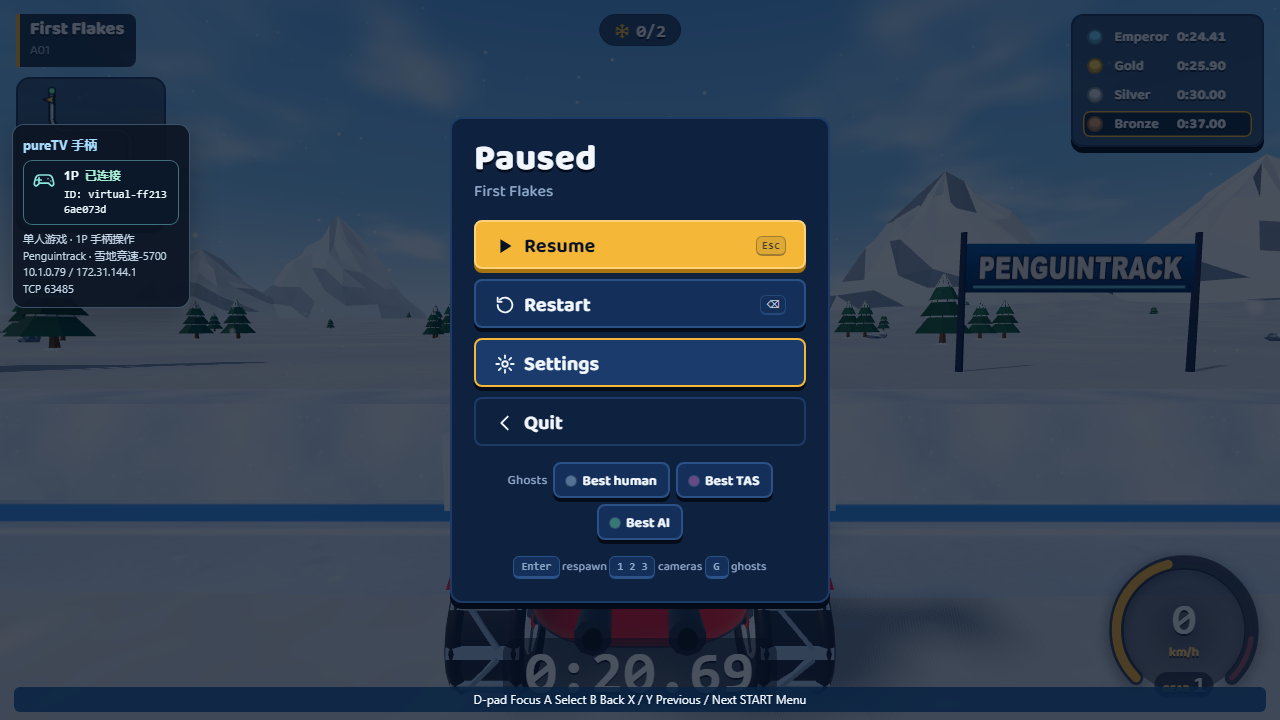 First Flakes
A01
0/2
Emperor 0:24.41
Gold 0:25.90
Silver 0:30.00
Bronze 0:37.00
pureTV 手柄
1P 已连接
ID: virtual-ff213
6ae073d
单人游戏 · 1P 手柄操作
Penguintrack · 雪地竞速-5700
10.1.0.79 / 172.31.144.1
TCP 63485
Paused
First Flakes
Resume Esc
Restart ⌫
Settings
Quit
Ghosts Best human Best TAS
Best AI
Enter respawn 1 2 3 cameras G ghosts
PENGUINTRACK
0
km/h
GEAR 1
0:20.69
D-pad Focus A Select B Back X / Y Previous / Next START Menu